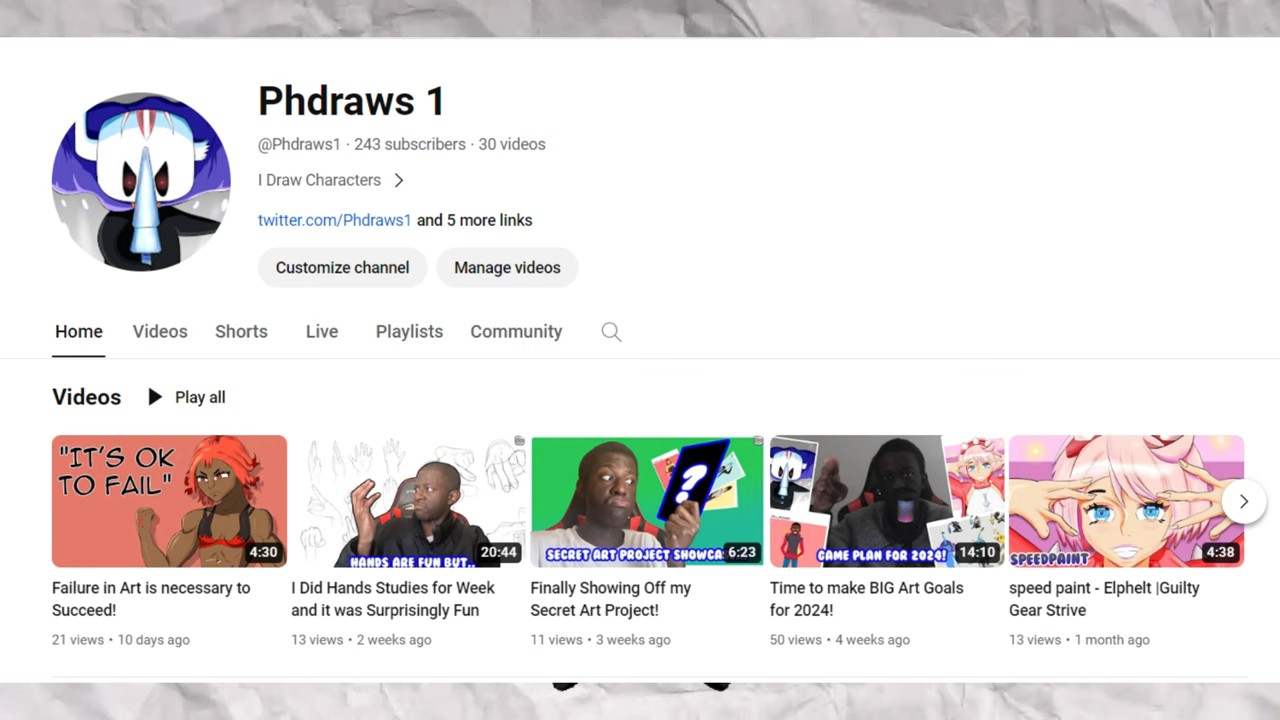 Phdraws 1
@Phdraws1 · 243 subscribers · 30 videos
I Draw Characters
twitter.com/Phdraws1 and 5 more links
Customize channel
Manage videos
Home
Videos
Shorts
Live
Playlists
Community
Videos
Play all
"IT'S OK
TO FAIL"
4:30
HANDS ARE FUN BUT..
20:44
?
SECRET ART PROJECT SHOWCA
6:23
GAME PLAN FOR 2024!
14:10
SPEEDPAINT
4:38
Failure in Art is necessary to
Succeed!
21 views • 10 days ago
I Did Hands Studies for Week
and it was Surprisingly Fun
13 views • 2 weeks ago
Finally Showing Off my
Secret Art Project!
11 views • 3 weeks ago
Time to make BIG Art Goals
for 2024!
50 views • 4 weeks ago
speed paint - Elphelt |Guilty
Gear Strive
13 views • 1 month ago